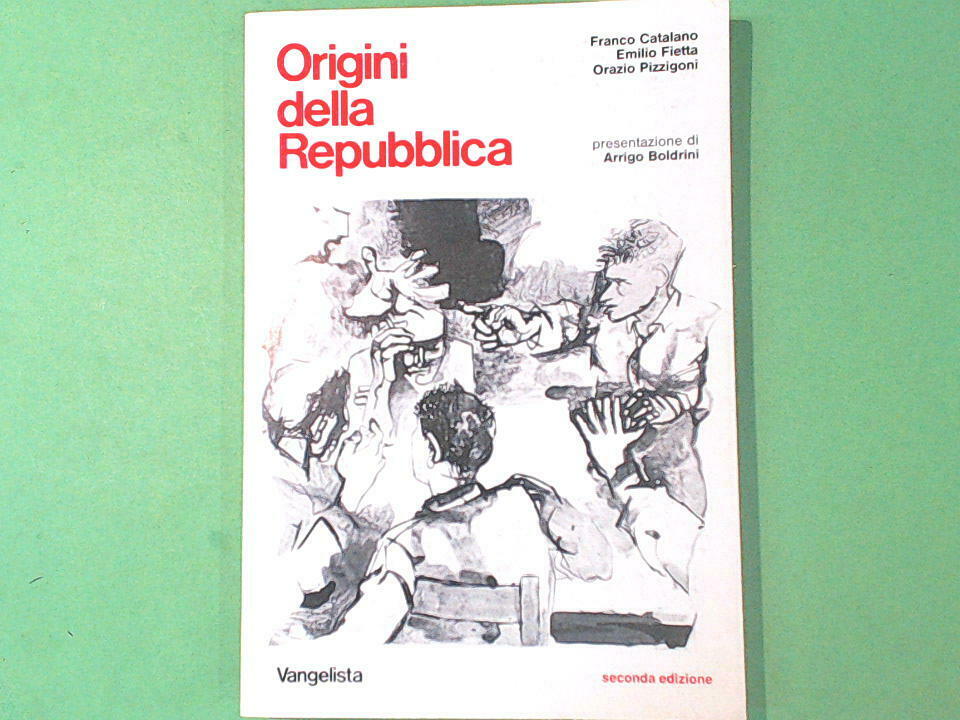 Origini
della
Repubblica
Franco Catalano
Emilio Fietta
Orazio Pizzigoni
presentazione di
Arrigo Boldrini
Vangelista
seconda edizione